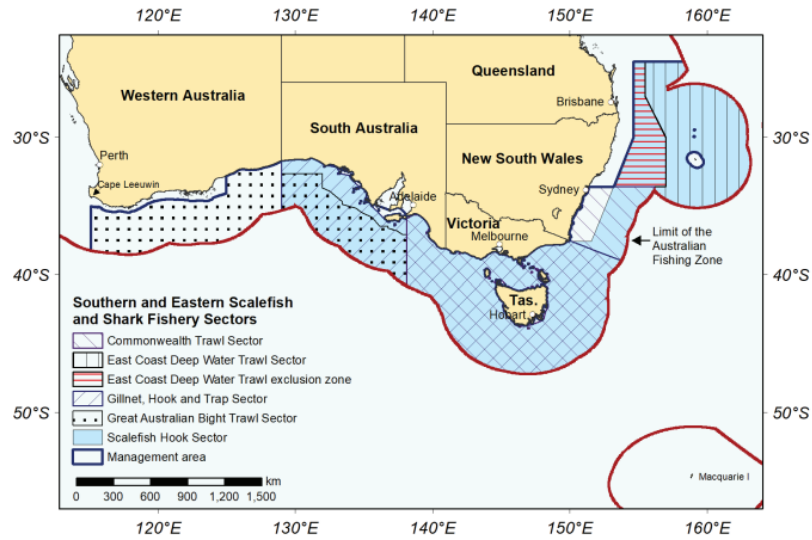 120°E 130°E 140°E 150°E 160°E
Queensland
Western Australia
Brisbane
South Australia
30°S 30°S
Perth
New South Wales
Cape Leeuwin
Sydney
Adelaide
Victoria
Melbourne
Limit of the
Australian
Fishing Zone
40°S 40°S
Tas.
Hobart
Southern and Eastern Scalefish
and Shark Fishery Sectors
Commonwealth Trawl Sector
East Coast Deep Water Trawl Sector
East Coast Deep Water Trawl exclusion zone
Gillnet, Hook and Trap Sector
Great Australian Bight Trawl Sector
Scalefish Hook Sector
Management area
50°S 50°S
km
0 300 600 900 1,200 1,500
Macquarie I
120°E 130°E 140°E 150°E 160°E